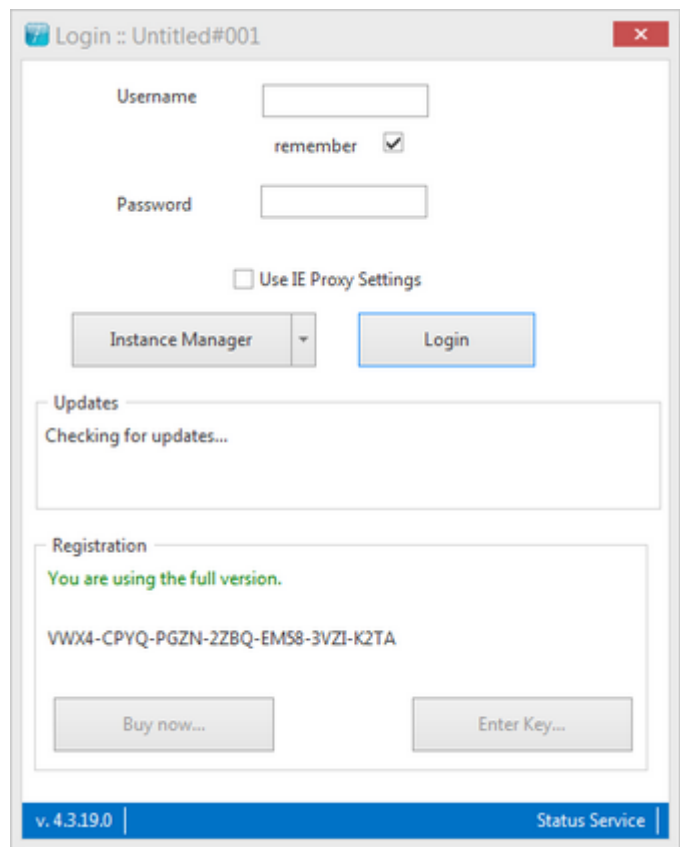 Login :: Untitled#001
Username
remember
Password
Use IE Proxy Settings
Instance Manager
Login
Updates
Checking for updates...
Registration
You are using the full version.
VWX4-CPYQ-PGZN-2ZBQ-EM58-3VZI-K2TA
Buy now...
Enter Key...
v. 4.3.19.0
Status Service